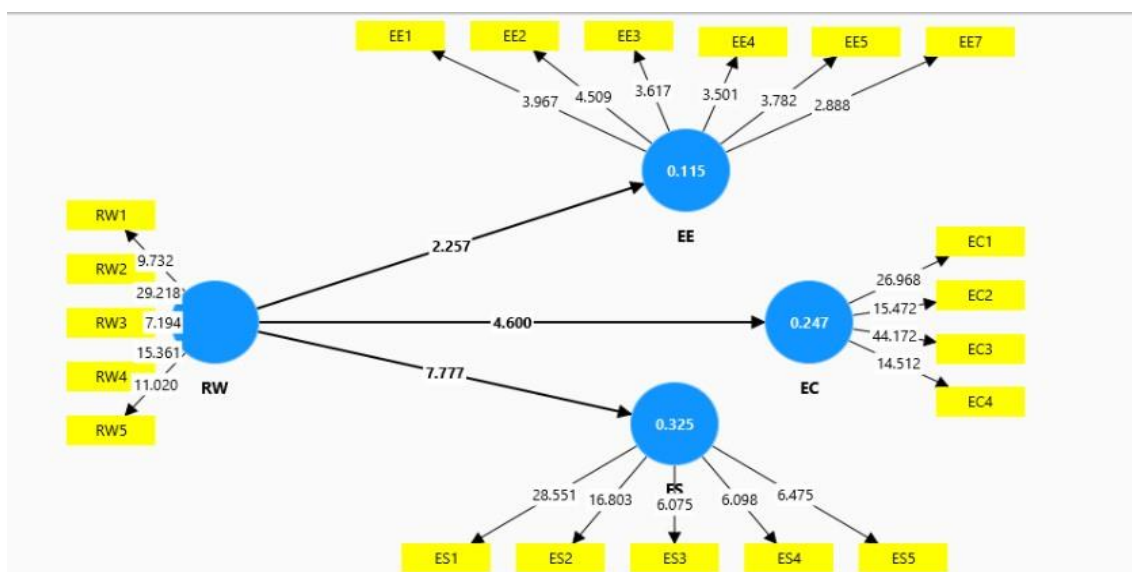 EE1
EE2
EE3
EE4
EE5
EE7
3.967
4.509
3.617
3.501
3.782
2.888
0.115
EE
RW1
RW2
RW3
RW4
RW5
9.732
29.218
7.194
15.361
11.020
RW
2.257
4.600
7.777
0.247
EC
26.968
15.472
44.172
14.512
EC1
EC2
EC3
EC4
0.325
ES
28.551
16.803
6.075
6.098
6.475
ES1
ES2
ES3
ES4
ES5